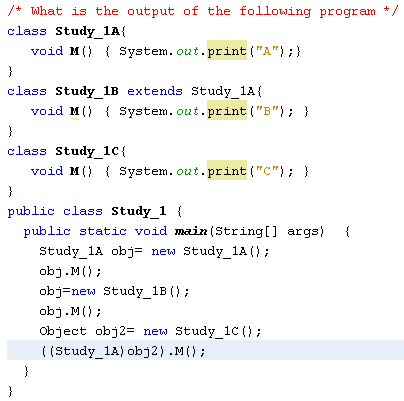 /* What is the output of the following program */
class Study_1A{
void M() { System.out.print("A");}
}
class Study_1B extends Study_1A{
void M() { System.out.print("B"); }
}
class Study_1C{
void M() { System.out.print("C"); }
}
public class Study_1 {
public static void main(String[] args)  {
Study_1A obj= new Study_1A();
obj.M();
obj=new Study_1B();
obj.M();
Object obj2= new Study_1C();
((Study_1A)obj2).M();
}
}